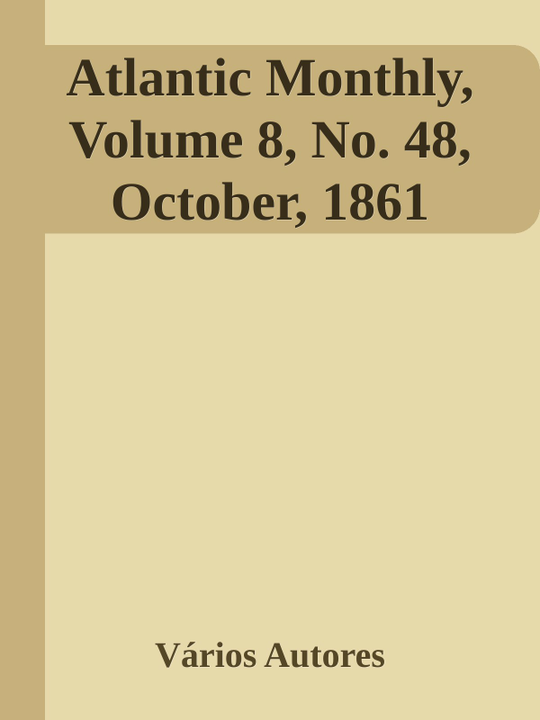 Atlantic Monthly,
Volume 8, No. 48,
October, 1861
Vários Autores